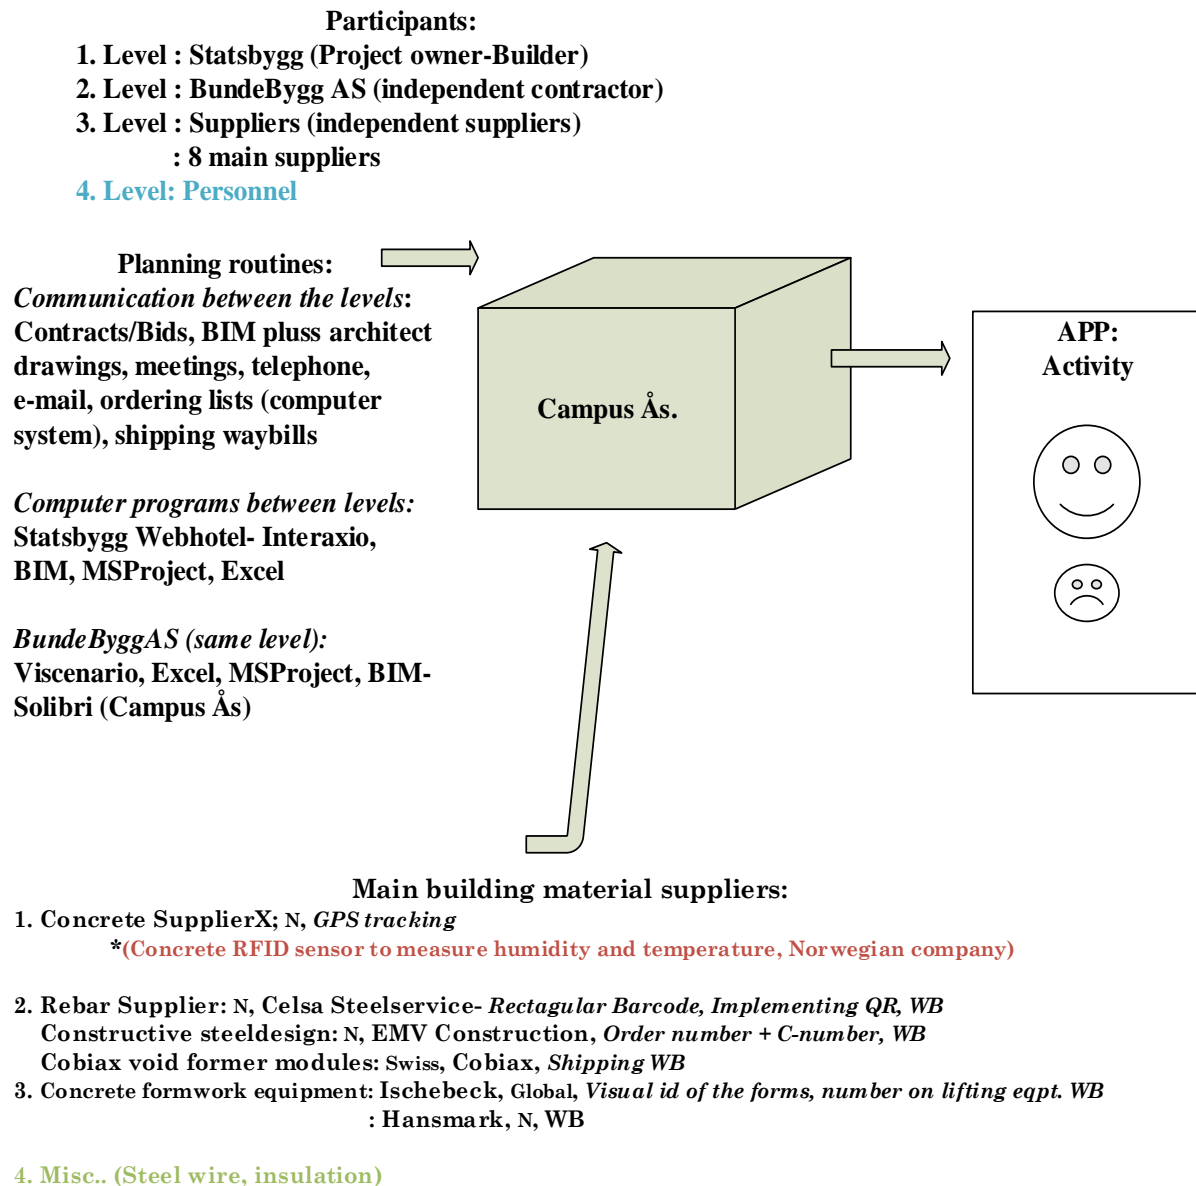 Participants:
1. Level : Statsbygg (Project owner-Builder)
2. Level : BundeBygg AS (independent contractor)
3. Level : Suppliers (independent suppliers)
: 8 main suppliers
4. Level: Personnel
Planning routines:
Communication between the levels:
Contracts/Bids, BIM pluss architect
drawings, meetings, telephone,
e-mail, ordering lists (computer
system), shipping waybills
Computer programs between levels:
Statsbygg Webhotel- Interaxio,
BIM, MSProject, Excel
BundeByggAS (same level):
Viscenario, Excel, MSProject, BIM-
Solibri (Campus Ås)
Campus Ås.
APP:
Activity
Main building material suppliers:
1. Concrete SupplierX; N, GPS tracking
*(Concrete RFID sensor to measure humidity and temperature, Norwegian company)
2. Rebar Supplier: N, Celsa Steelservice- Rectagular Barcode, Implementing QR, WB
Constructive steeldesign: N, EMV Construction, Order number + C-number, WB
Cobiax void former modules: Swiss, Cobiax, Shipping WB
3. Concrete formwork equipment: Ischebeck, Global, Visual id of the forms, number on lifting eqpt. WB
: Hansmark, N, WB
4. Misc.. (Steel wire, insulation)